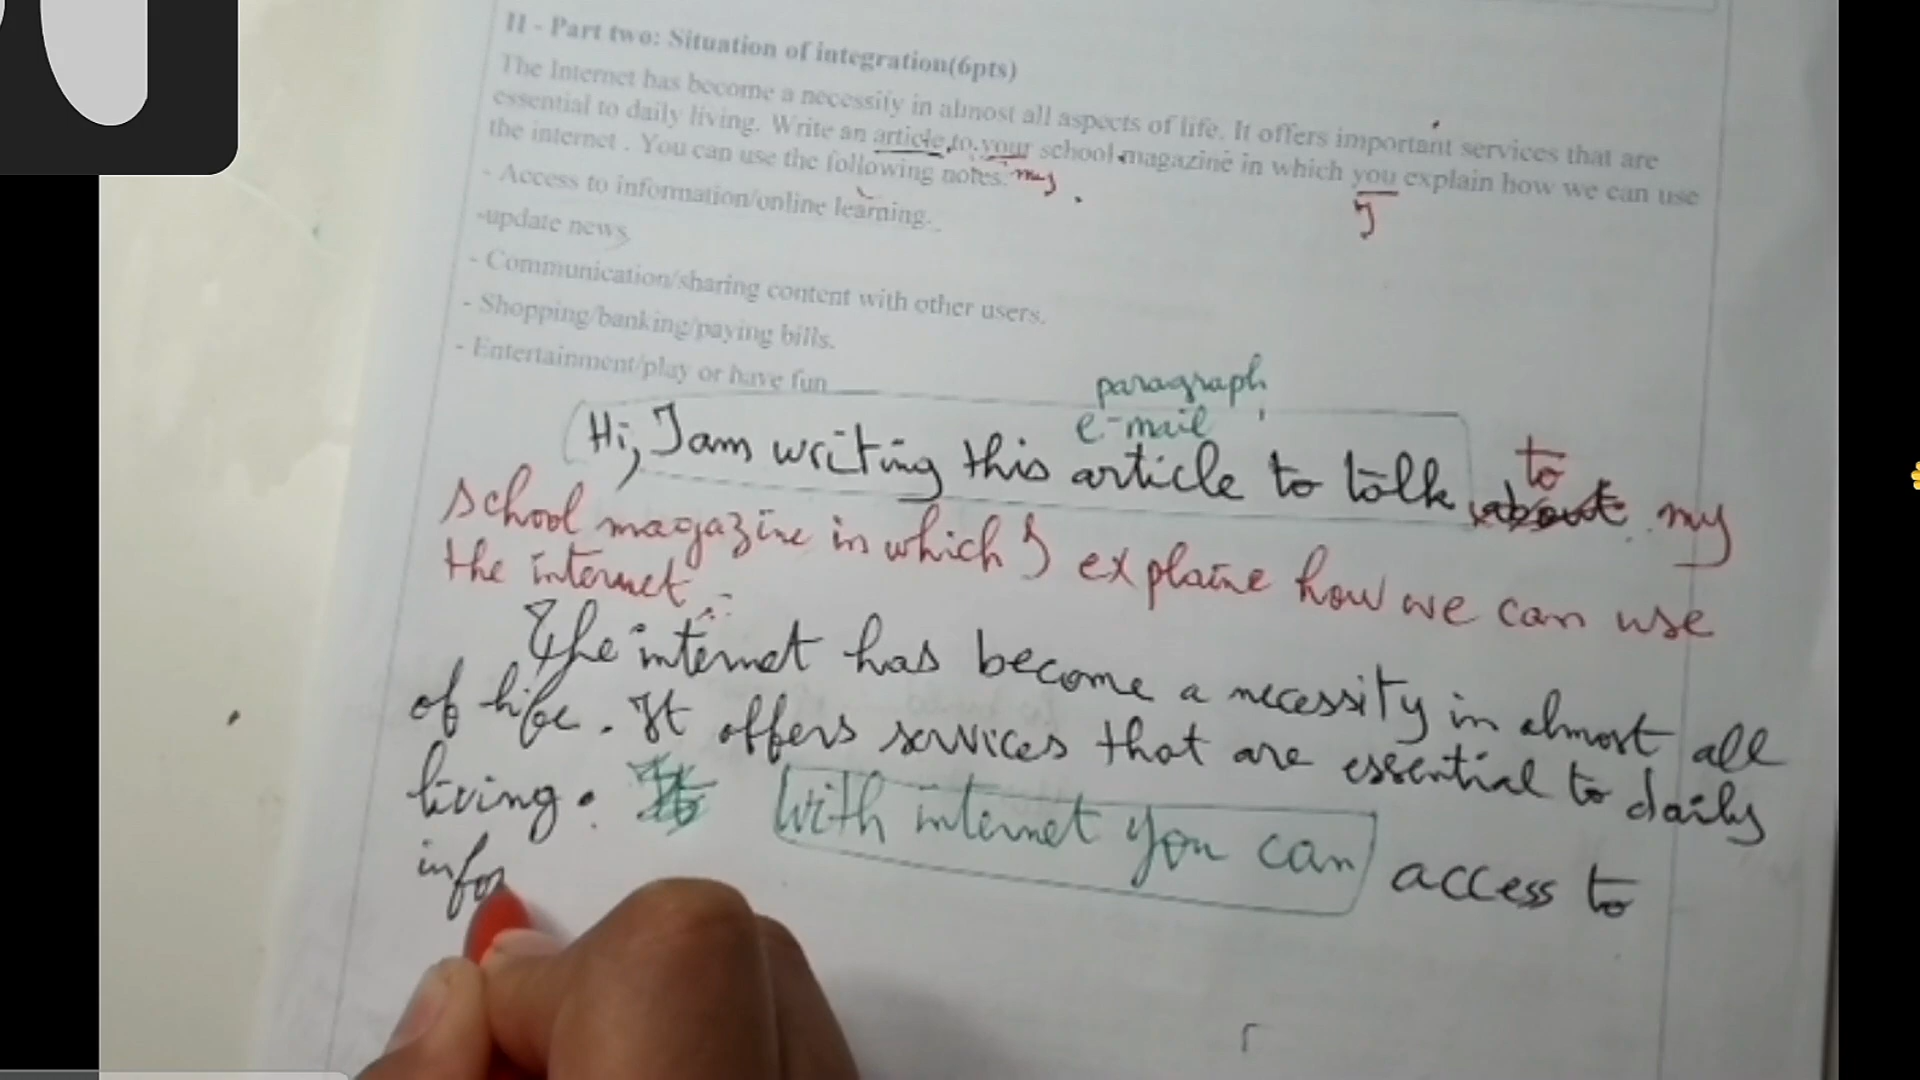 II - Part two: Situation of integration(6pts)
The Internet has become a necessity in almost all aspects of life. It offers important services that are
essential to daily living. Write an article to your school magazine in which you explain how we can use
the internet . You can use the following notes. my
I
- Access to information/online learning.
-update news
- Communication/sharing content with other users.
- Shopping/banking/paying bills.
- Entertainment/play or have fun
paragraph
e-mail
Hi, I am writing this article to talk about to my
school magazine in which I explaine how we can use
the internet.
The internet has become a necessity in almost all
of life. It offers services that are essential to daily
living. With internet you can access to
info